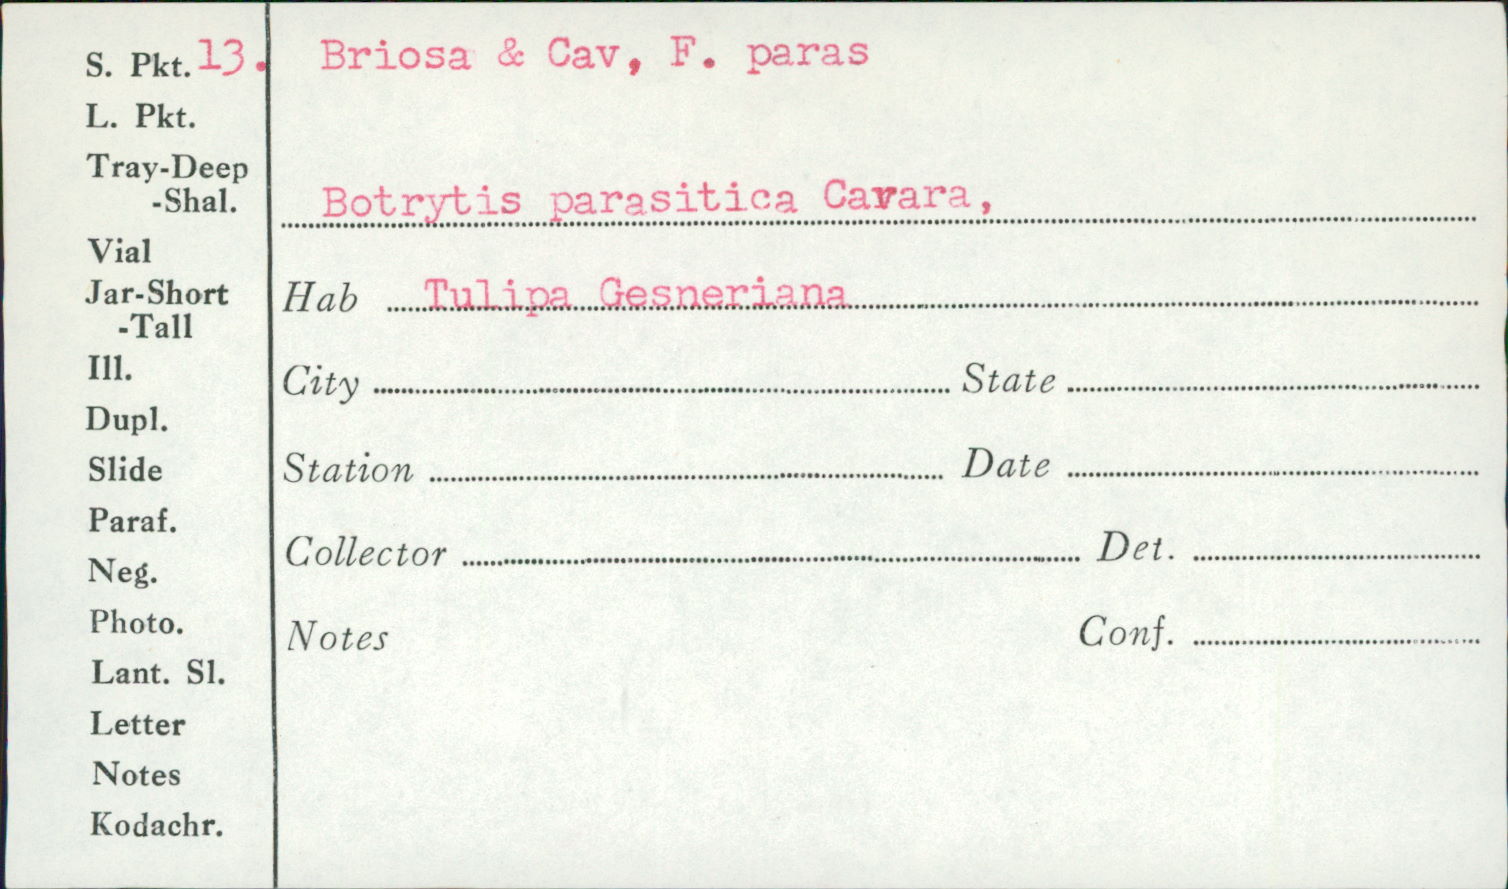 S. Pkt. 13. Briosa & Cav, F. paras
L. Pkt.
Tray-Deep
-Shal. Botrytis parasitica Cavara,
Vial
Jar-Short Hab Tulipa Gesneriana
-Tall
Ill.
City State
Dupl.
Slide Station Date
Paraf.
Collector Det.
Neg.
Photo. Notes Conf.
Lant. Sl.
Letter
Notes
Kodachr.